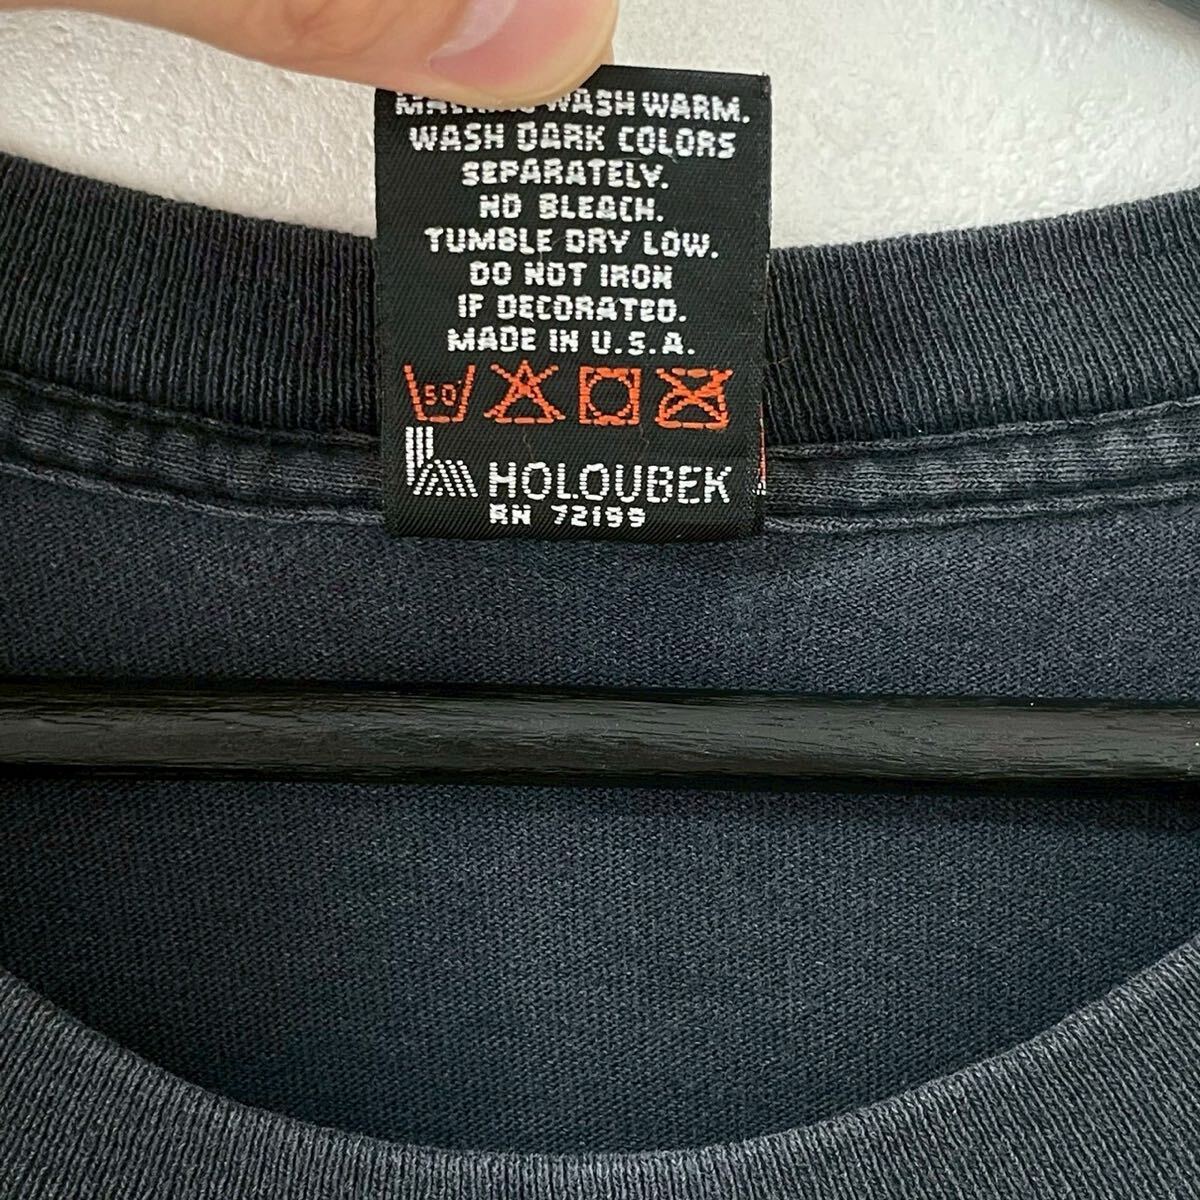 MACHINE WASH WARM.
WASH DARK COLORS
SEPARATELY.
NO BLEACH.
TUMBLE DRY LOW.
DO NOT IRON
IF DECORATED.
MADE IN U.S.A.
50
HOLOUBEK
RN 72199